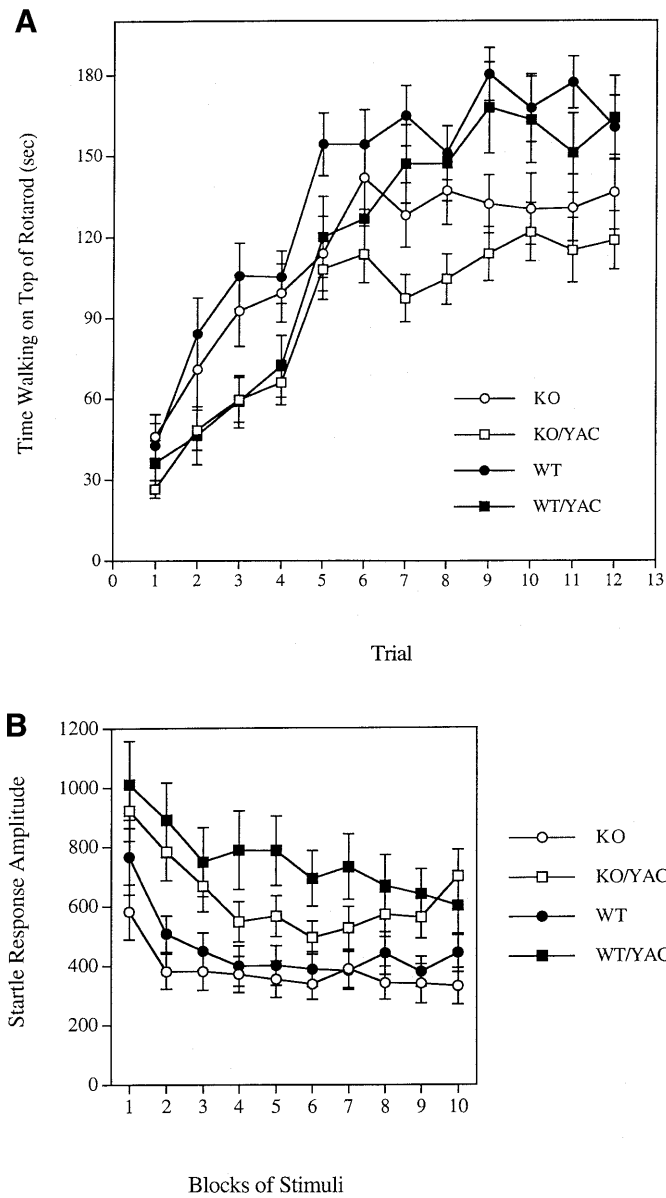 A
Time Walking on Top of Rotarod (sec)
180
150
120
90
60
30
0
KO
KO/YAC
WT
WT/YAC
0 1 2 3 4 5 6 7 8 9 10 11 12 13
Trial
B
Startle Response Amplitude
1200
1000
800
600
400
200
0
KO
KO/YAC
WT
WT/YAC
1 2 3 4 5 6 7 8 9 10
Blocks of Stimuli